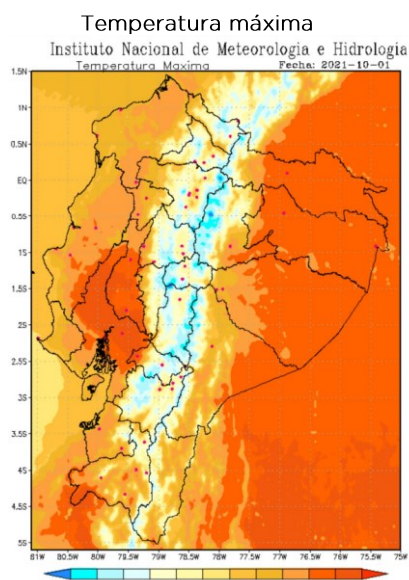 Temperatura máxima
Instituto Nacional de Meteorologia e Hidrologia
Temperatura Maxima Fecha: 2021-10-01
1.5N
1N
0.5N
EQ
0.5S
1S
1.5S
2S
2.5S
3S
3.5S
4S
4.5S
5S
81W 80.5W 80W 79.5W 79W 78.5W 78W 77.5W 77W 76.5W 76W 75.5W 75W